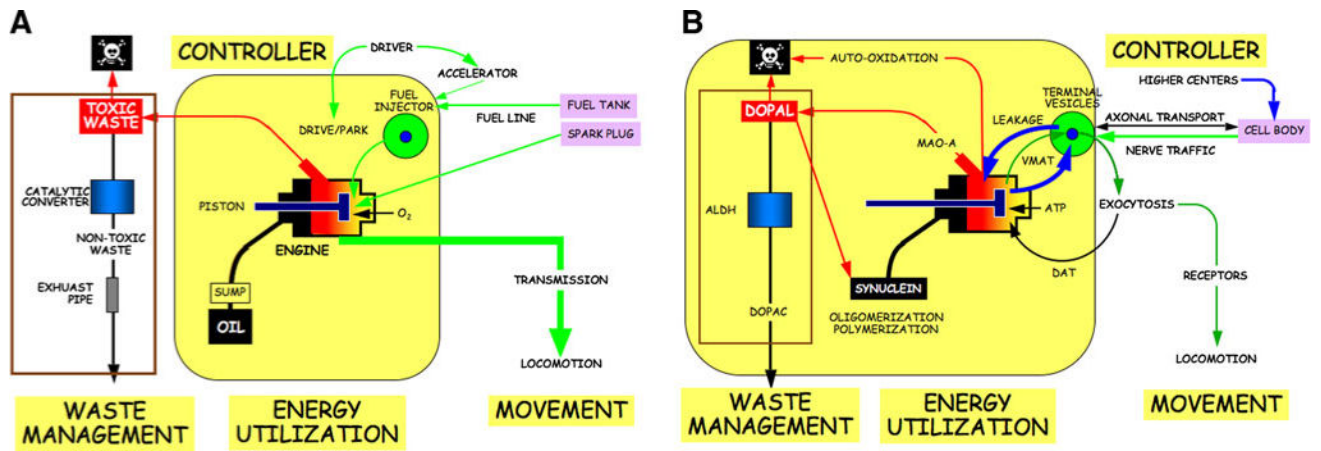 A
CONTROLLER
DRIVER
ACCELERATOR
FUEL
INJECTOR
FUEL TANK
FUEL LINE
SPARK PLUG
DRIVE/PARK
TOXIC
WASTE
CATALYTIC
CONVERTER
PISTON
O2
NON-TOXIC
WASTE
ENGINE
EXHUAST
PIPE
SUMP
OIL
TRANSMISSION
LOCOMOTION
WASTE
MANAGEMENT
ENERGY
UTILIZATION
MOVEMENT
B
CONTROLLER
AUTO-OXIDATION
HIGHER CENTERS
TERMINAL
VESICLES
DOPAL
LEAKAGE
AXONAL TRANSPORT
CELL BODY
MAO-A
VMAT
NERVE TRAFFIC
ALDH
ATP
EXOCYTOSIS
DAT
RECEPTORS
SYNUCLEIN
DOPAC
OLIGOMERIZATION
POLYMERIZATION
LOCOMOTION
WASTE
MANAGEMENT
ENERGY
UTILIZATION
MOVEMENT